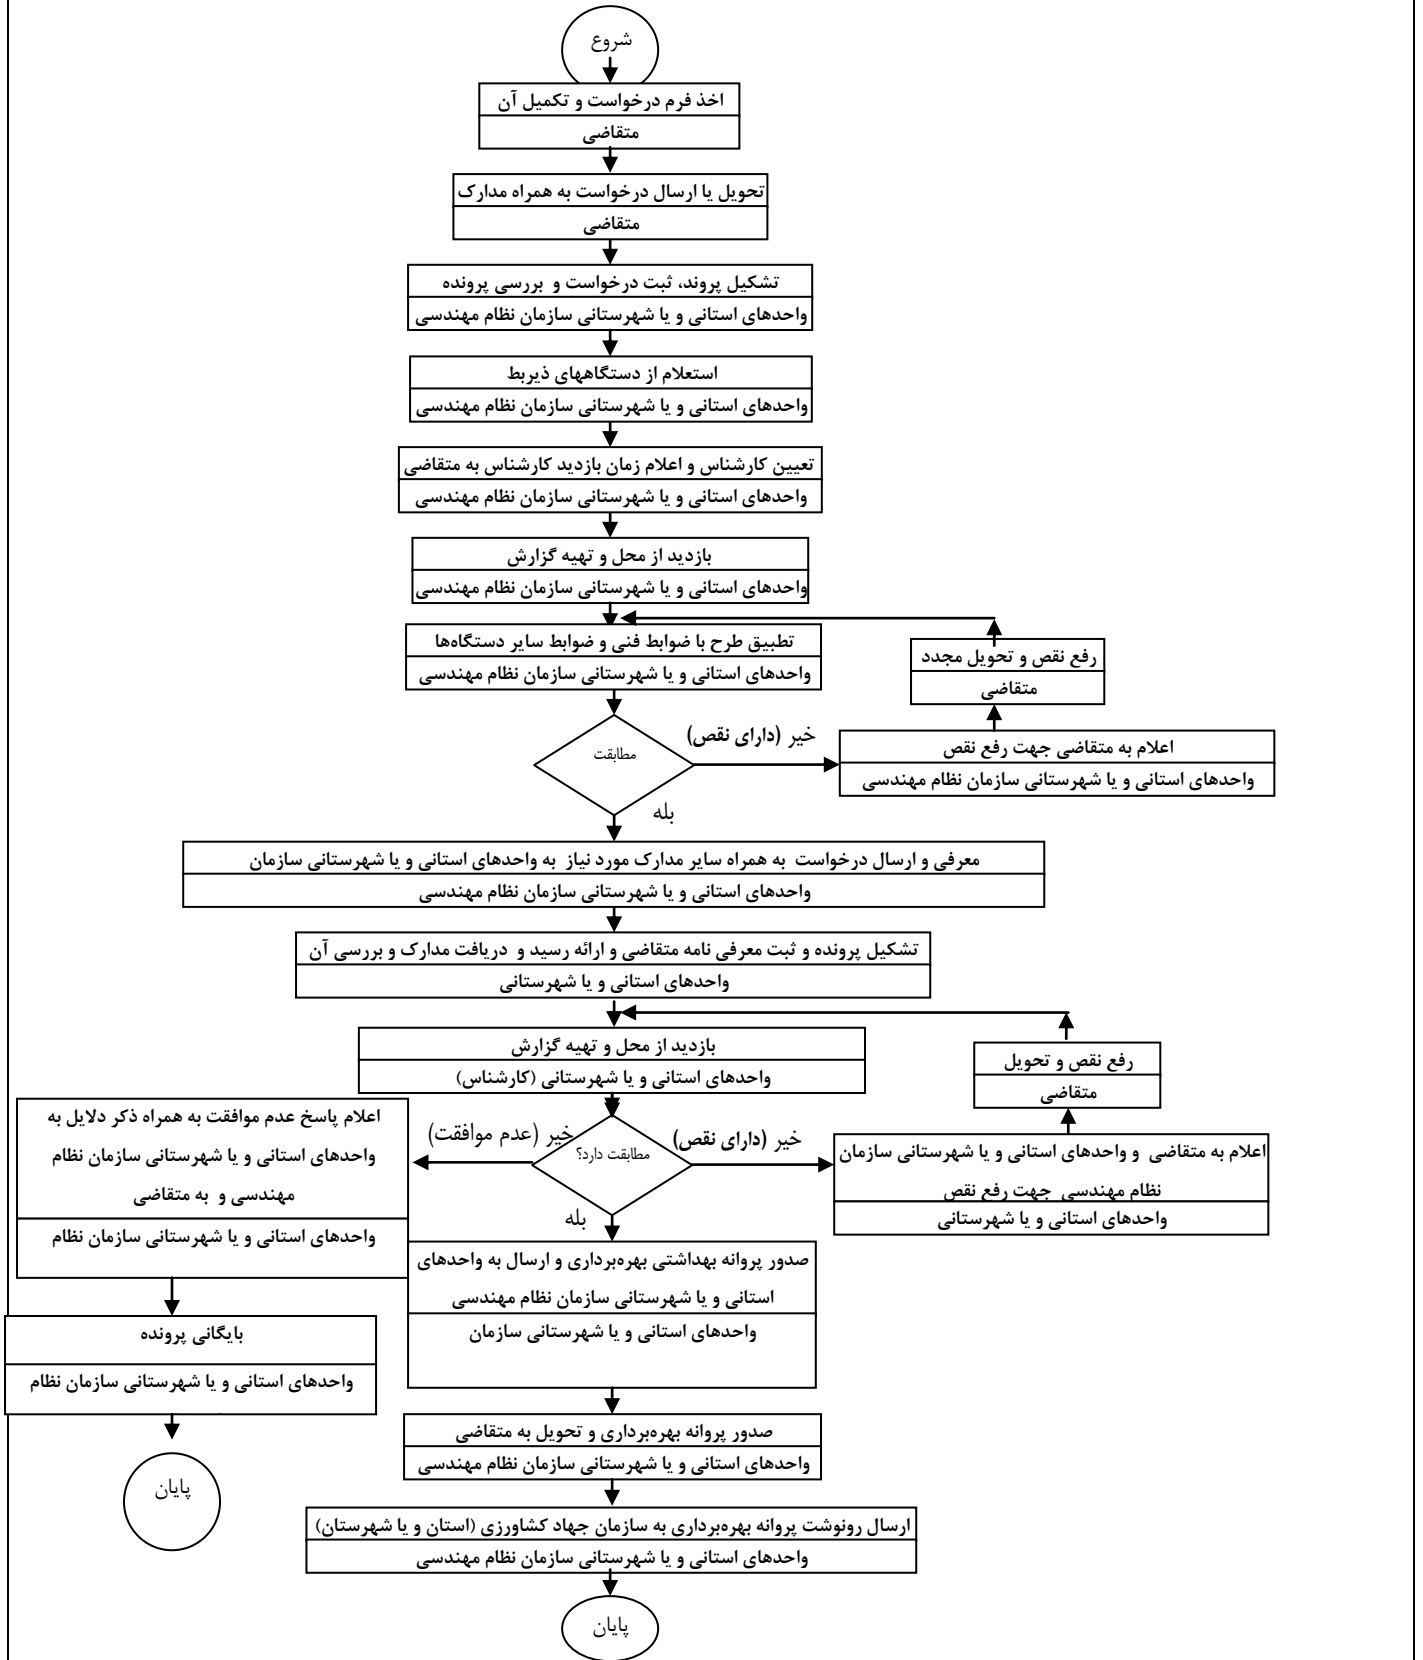 شروع
اخذ فرم درخواست و تکمیل آن
متقاضی
تحویل یا ارسال درخواست به همراه مدارک
متقاضی
تشکیل پروند، ثبت درخواست و بررسی پرونده
واحدهای استانی و یا شهرستانی سازمان نظام مهندسی
استعلام از دستگاههای ذیربط
واحدهای استانی و یا شهرستانی سازمان نظام مهندسی
تعیین کارشناس و اعلام زمان بازدید کارشناس به متقاضی
واحدهای استانی و یا شهرستانی سازمان نظام مهندسی
بازدید از محل و تهیه گزارش
واحدهای استانی و یا شهرستانی سازمان نظام مهندسی
تطبیق طرح با ضوابط فنی و ضوابط سایر دستگاه‌ها
واحدهای استانی و یا شهرستانی سازمان نظام مهندسی
رفع نقص و تحویل مجدد
متقاضی
مطابقت
خیر (دارای نقص)
اعلام به متقاضی جهت رفع نقص
واحدهای استانی و یا شهرستانی سازمان نظام مهندسی
بله
معرفی و ارسال درخواست به همراه سایر مدارک مورد نیاز به واحدهای استانی و یا شهرستانی سازمان
واحدهای استانی و یا شهرستانی سازمان نظام مهندسی
تشکیل پرونده و ثبت معرفی نامه متقاضی و ارائه رسید و دریافت مدارک و بررسی آن
واحدهای استانی و یا شهرستانی
بازدید از محل و تهیه گزارش
واحدهای استانی و یا شهرستانی (کارشناس)
رفع نقص و تحویل
متقاضی
مطابقت دارد؟
خیر (دارای نقص)
اعلام به متقاضی و واحدهای استانی و یا شهرستانی سازمان
نظام مهندسی جهت رفع نقص
واحدهای استانی و یا شهرستانی
خیر (عدم موافقت)
اعلام پاسخ عدم موافقت به همراه ذکر دلایل به
واحدهای استانی و یا شهرستانی سازمان نظام
مهندسی و به متقاضی
واحدهای استانی و یا شهرستانی سازمان نظام
بایگانی پرونده
واحدهای استانی و یا شهرستانی سازمان نظام
پایان
بله
صدور پروانه بهداشتی بهره‌برداری و ارسال به واحدهای
استانی و یا شهرستانی سازمان نظام مهندسی
واحدهای استانی و یا شهرستانی سازمان
صدور پروانه بهره‌برداری و تحویل به متقاضی
واحدهای استانی و یا شهرستانی سازمان نظام مهندسی
ارسال رونوشت پروانه بهره‌برداری به سازمان جهاد کشاورزی (استان و یا شهرستان)
واحدهای استانی و یا شهرستانی سازمان نظام مهندسی
پایان